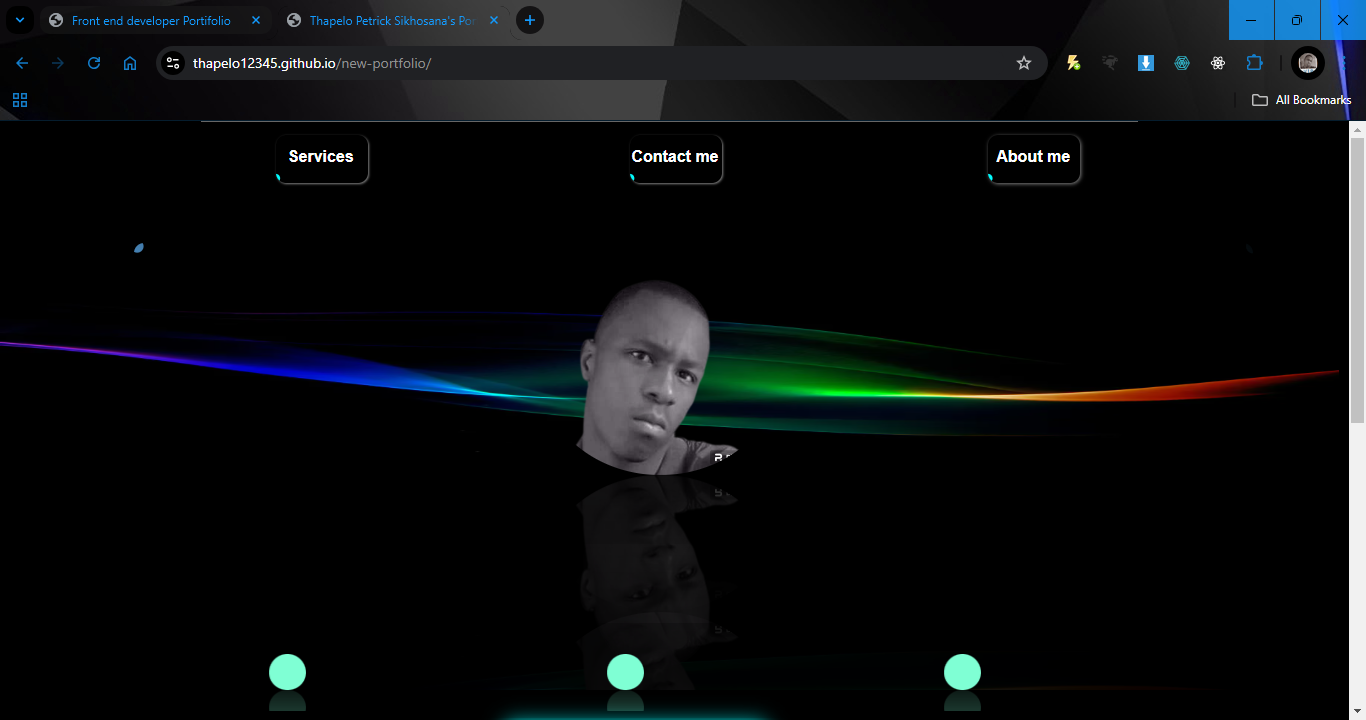 Front end developer Portifolio
Thapelo Petrick Sikhosana's Po
thapelo12345.github.io/new-portfolio/
All Bookmarks
Services
Contact me
About me